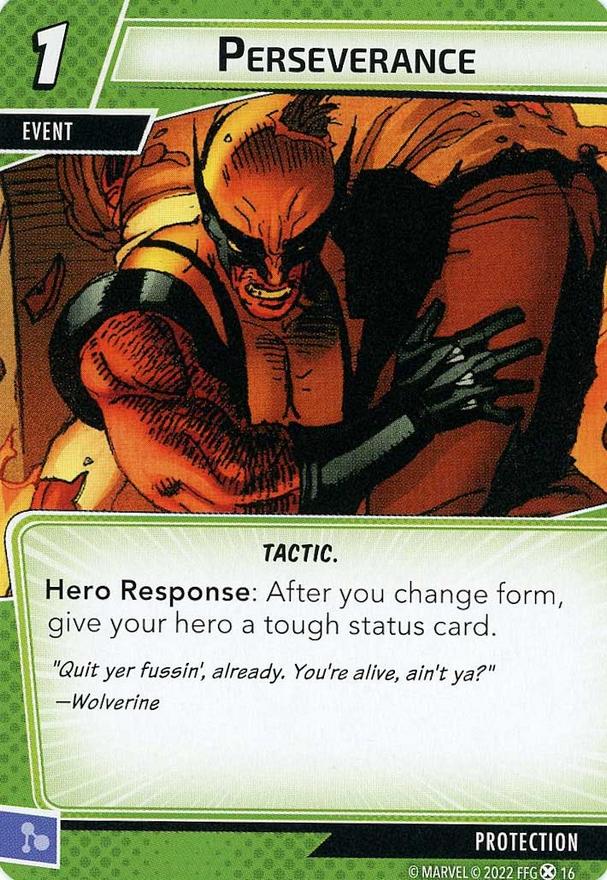 1
PERSEVERANCE
EVENT
TACTIC.
Hero Response: After you change form,
give your hero a tough status card.
"Quit yer fussin', already. You're alive, ain't ya?"
—Wolverine
PROTECTION
© MARVEL © 2022 FFG 16